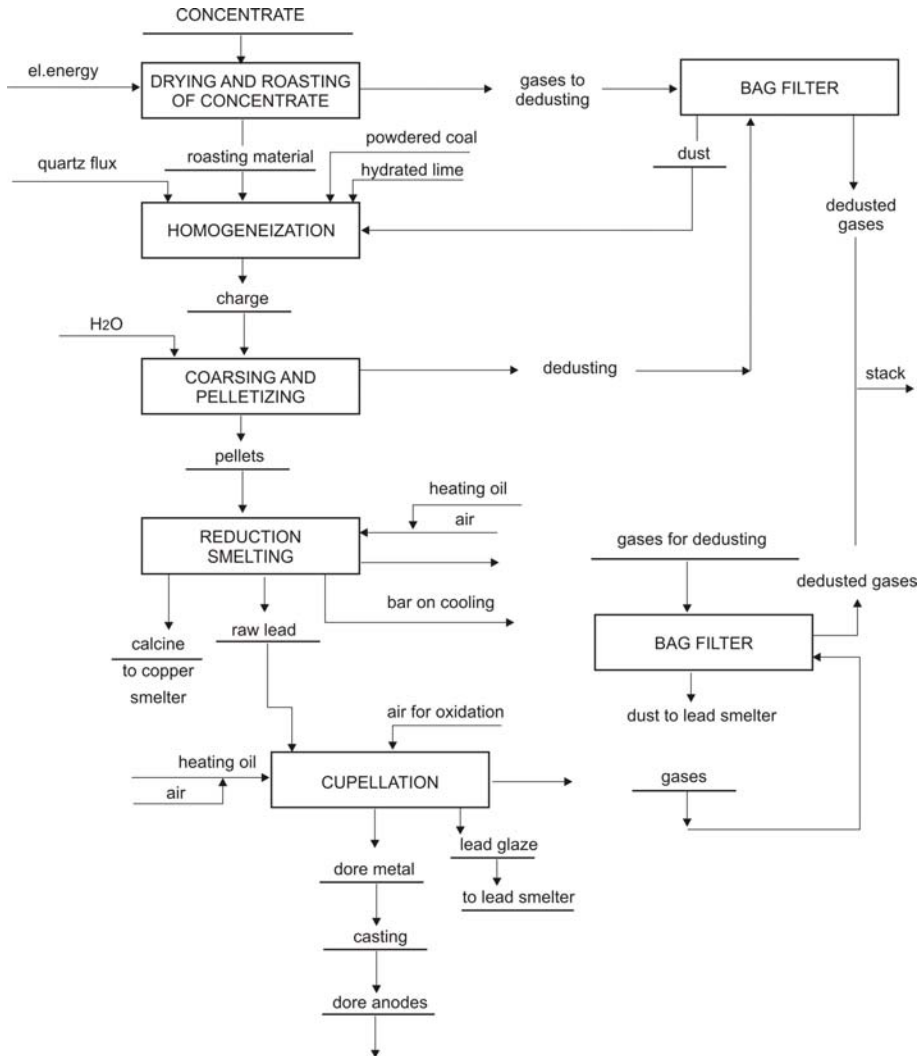 CONCENTRATE
el.energy
DRYING AND ROASTING
OF CONCENTRATE
gases to
dedusting
BAG FILTER
quartz flux
roasting material
powdered coal
hydrated lime
dust
dedusted
gases
HOMOGENEIZATION
charge
H2O
COARSING AND
PELLETIZING
dedusting
stack
pellets
heating oil
air
REDUCTION
SMELTING
gases for dedusting
dedusted gases
bar on cooling
calcine
to copper
smelter
raw lead
BAG FILTER
dust to lead smelter
air for oxidation
heating oil
air
CUPELLATION
gases
lead glaze
to lead smelter
dore metal
casting
dore anodes